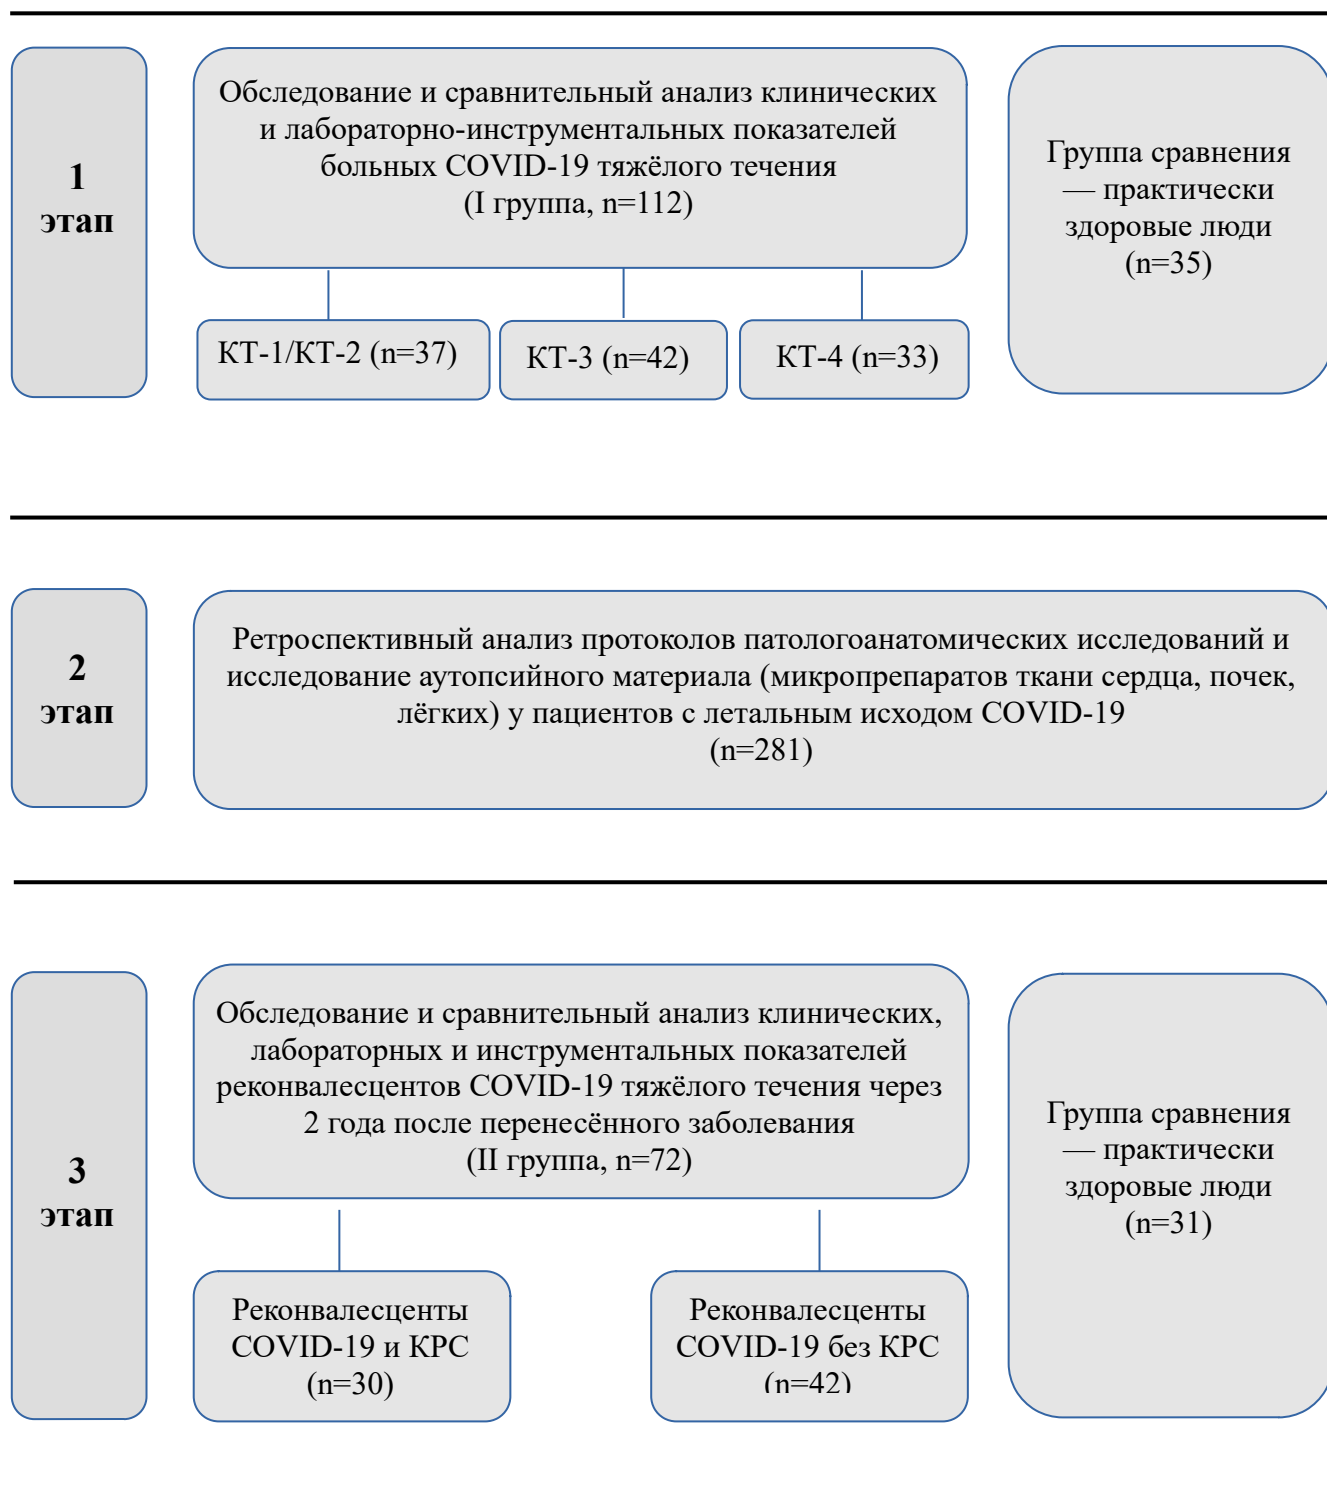 1
этап
Обследование и сравнительный анализ клинических
и лабораторно-инструментальных показателей
больных COVID-19 тяжёлого течения
(I группа, n=112)
Группа сравнения
— практически
здоровые люди
(n=35)
КТ-1/КТ-2 (n=37)
КТ-3 (n=42)
КТ-4 (n=33)
2
этап
Ретроспективный анализ протоколов патологоанатомических исследований и
исследование аутопсийного материала (микропрепаратов ткани сердца, почек,
лёгких) у пациентов с летальным исходом COVID-19
(n=281)
3
этап
Обследование и сравнительный анализ клинических,
лабораторных и инструментальных показателей
реконвалесцентов COVID-19 тяжёлого течения через
2 года после перенесённого заболевания
(II группа, n=72)
Группа сравнения
— практически
здоровые люди
(n=31)
Реконвалесценты
COVID-19 и КРС
(n=30)
Реконвалесценты
COVID-19 без КРС
(n=42)